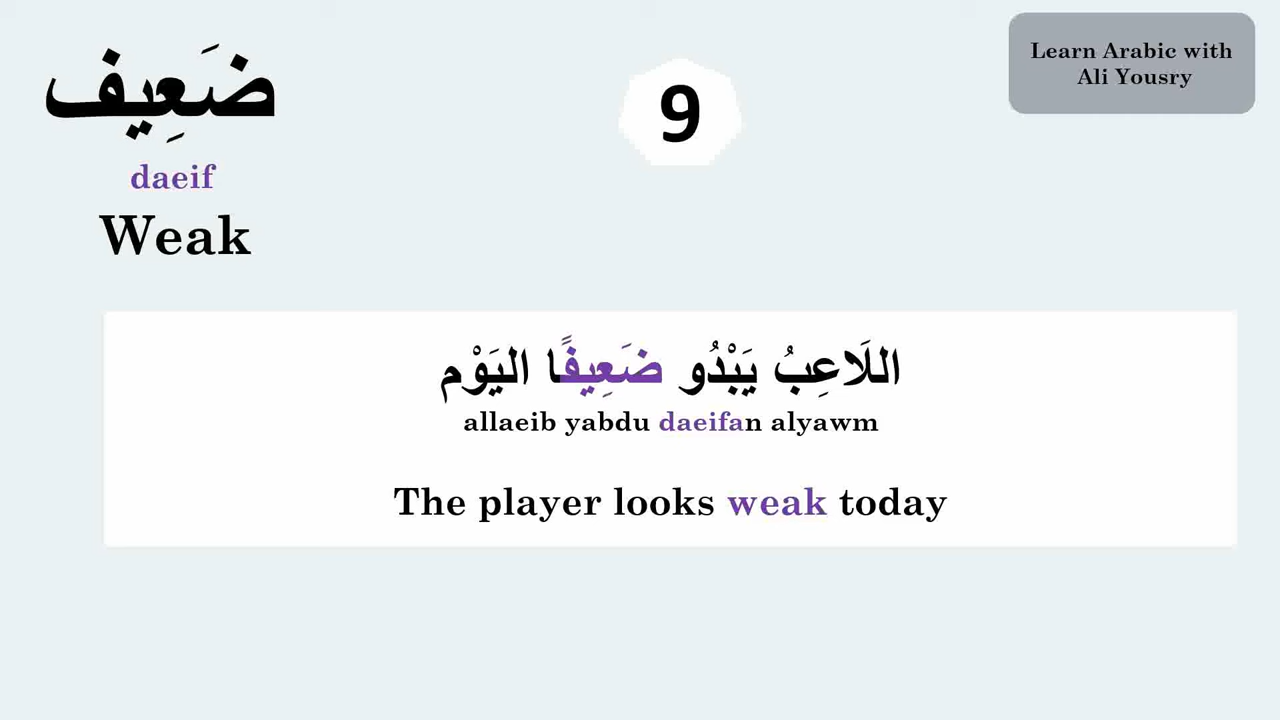 ضَعِيف
daeif
Weak
9
Learn Arabic with
Ali Yousry
اللَاعِبُ يَبْدُو ضَعِيفًا اليَوْم
allaeib yabdu daeifan alyawm
The player looks weak today